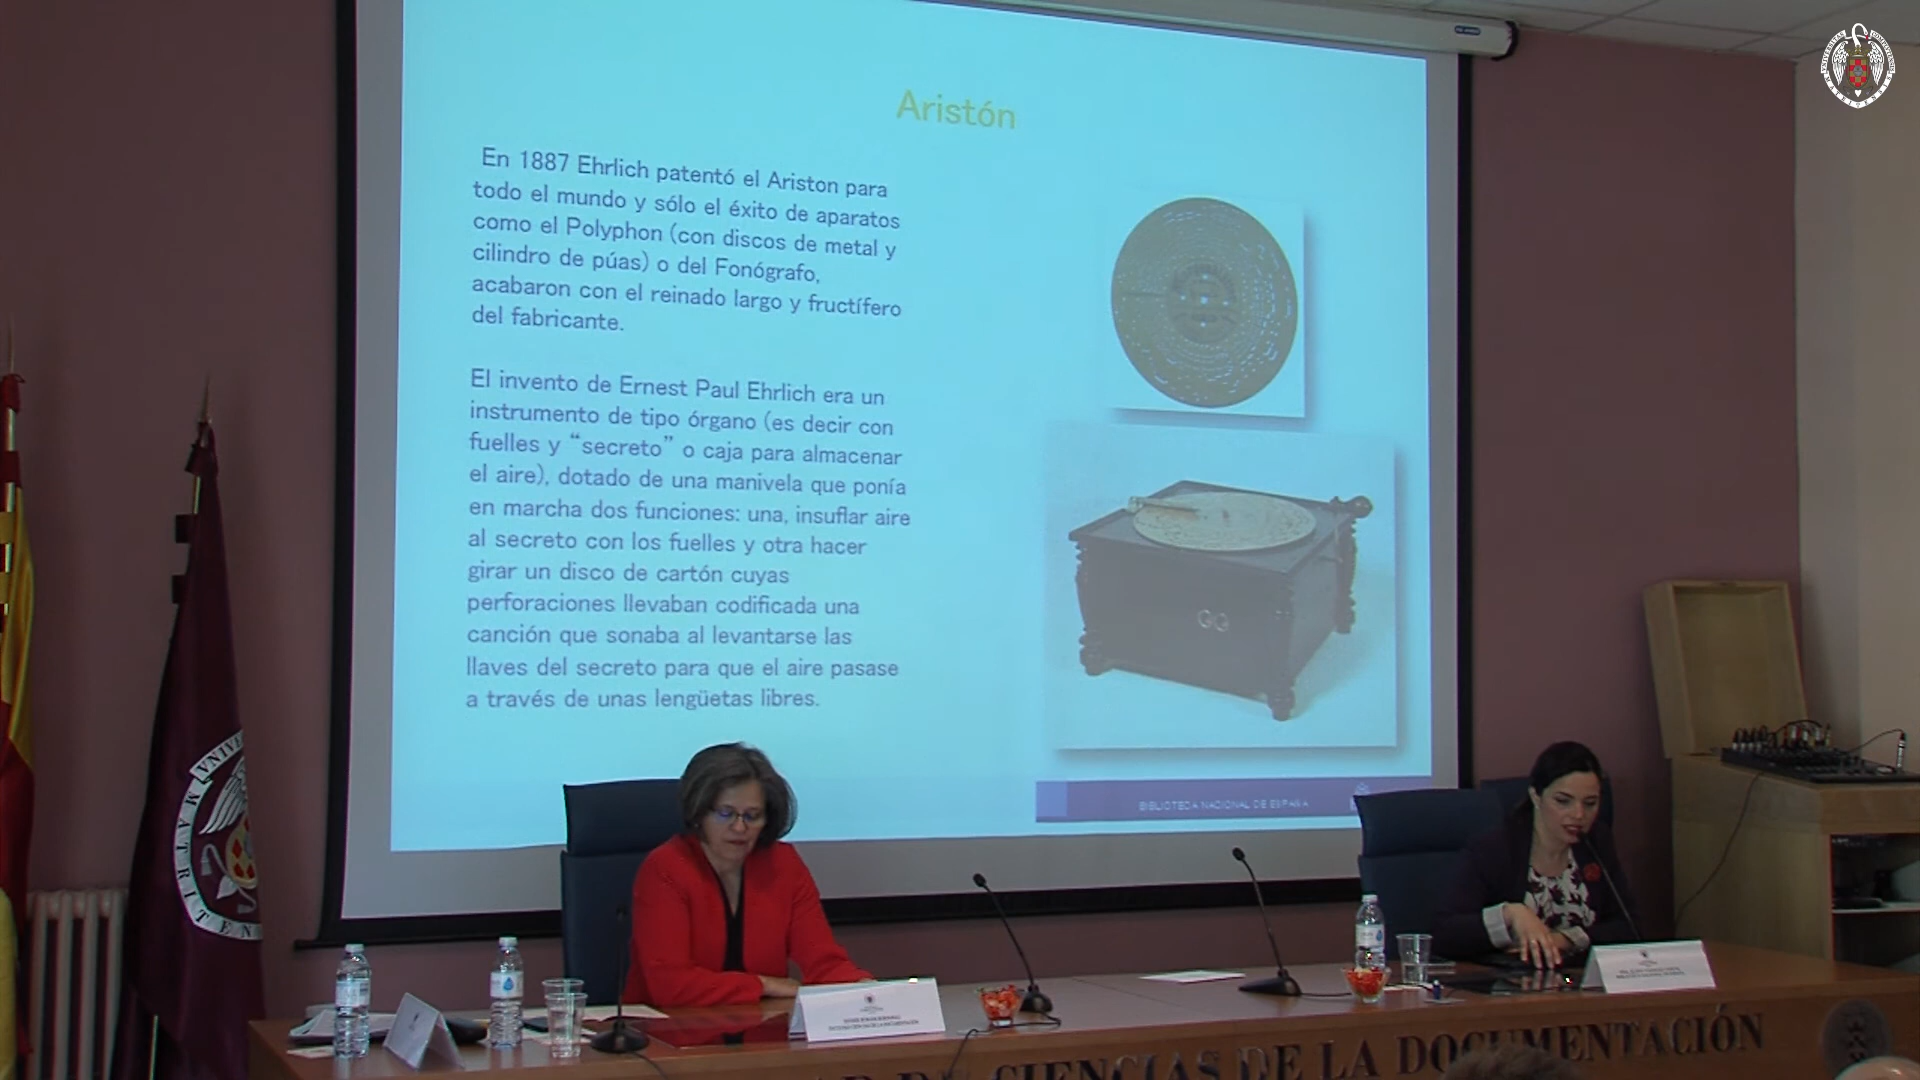 Aristón
En 1887 Ehrlich patentó el Ariston para
todo el mundo y sólo el éxito de aparatos
como el Polyphon (con discos de metal y
cilindro de púas) o del Fonógrafo,
acabaron con el reinado largo y fructífero
del fabricante.
El invento de Ernest Paul Ehrlich era un
instrumento de tipo órgano (es decir con
fuelles y “secreto” o caja para almacenar
el aire), dotado de una manivela que ponía
en marcha dos funciones: una, insuflar aire
al secreto con los fuelles y otra hacer
girar un disco de cartón cuyas
perforaciones llevaban codificada una
canción que sonaba al levantarse las
llaves del secreto para que el aire pasase
a través de unas lengüetas libres.
BIBLIOTECA NACIONAL DE ESPAÑA
CIENCIAS DE LA DOCUMENTACIÓN